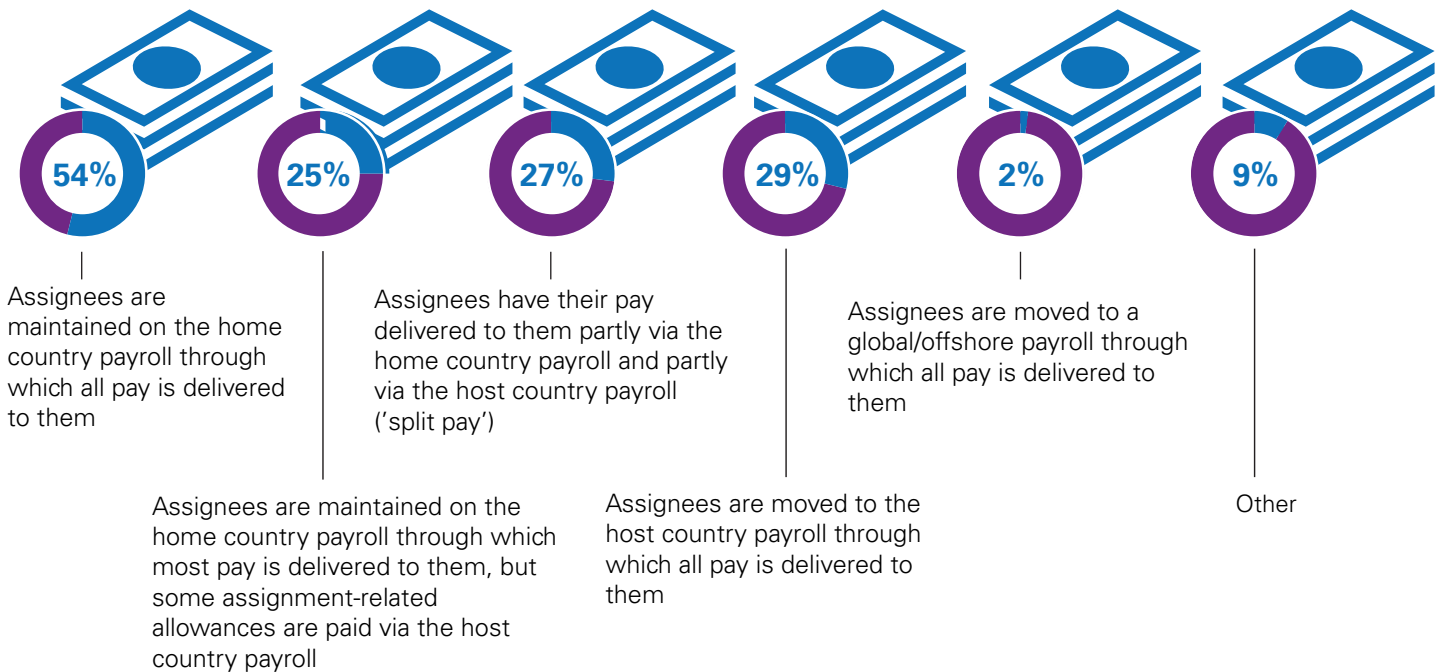 54%
25%
27%
29%
2%
9%
Assignees are
maintained on the home
country payroll through
which all pay is delivered
to them
Assignees are maintained on the
home country payroll through which
most pay is delivered to them, but
some assignment-related
allowances are paid via the host
country payroll
Assignees have their pay
delivered to them partly via the
home country payroll and partly
via the host country payroll
('split pay')
Assignees are moved to the
host country payroll through
which all pay is delivered to
them
Assignees are moved to a
global/offshore payroll through
which all pay is delivered to
them
Other